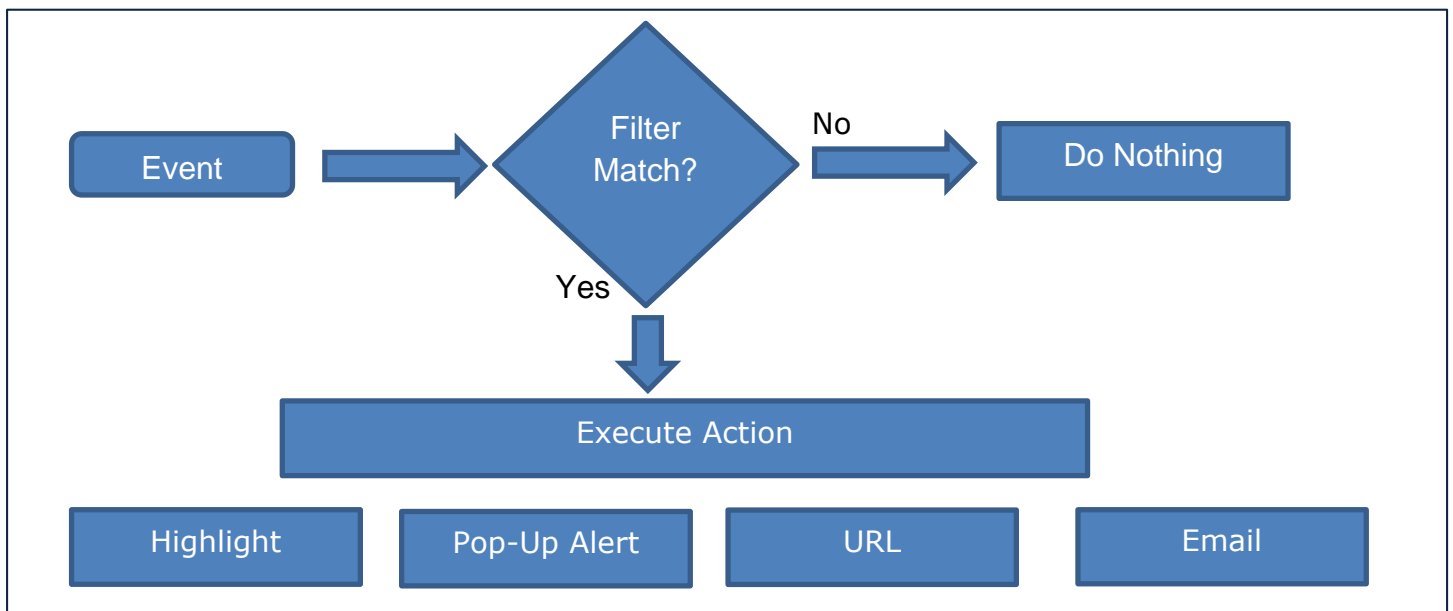 Event
Filter
Match?
No
Do Nothing
Yes
Execute Action
Highlight
Pop-Up Alert
URL
Email